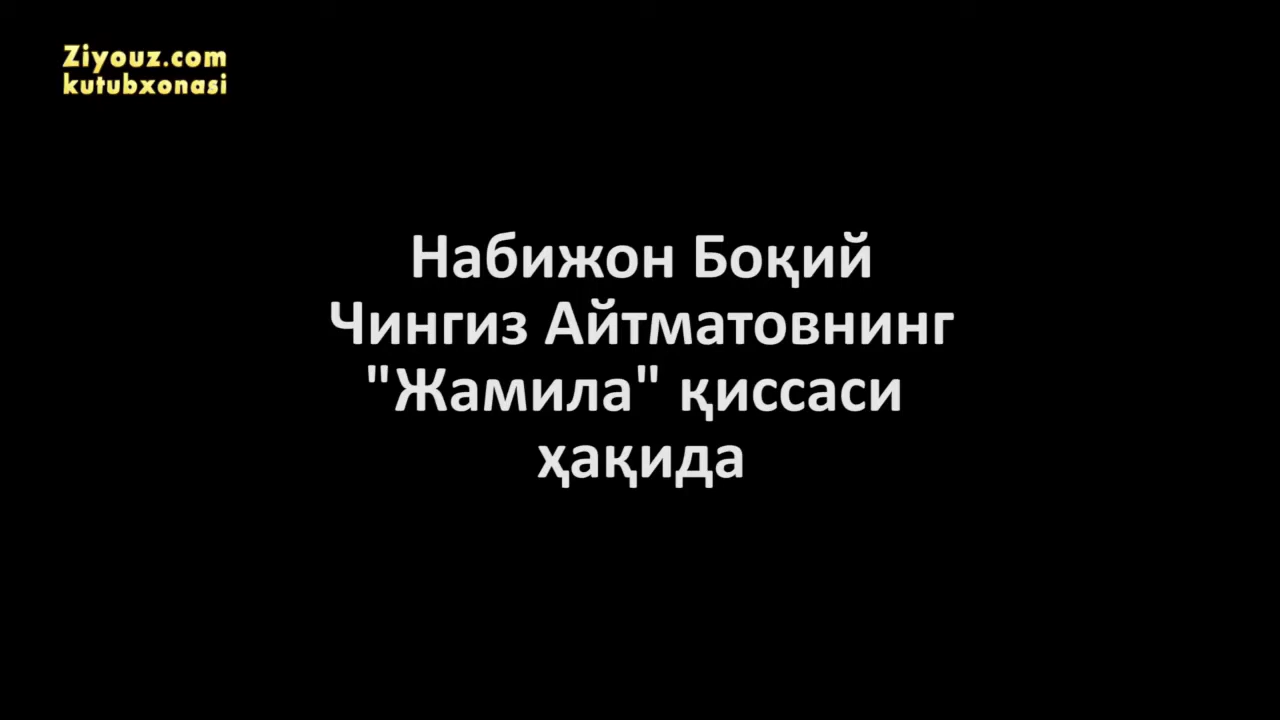 Ziyouz.com
kutubxonasi
Набижон Боқий
Чингиз Айтматовнинг
"Жамила" қиссаси
ҳақида